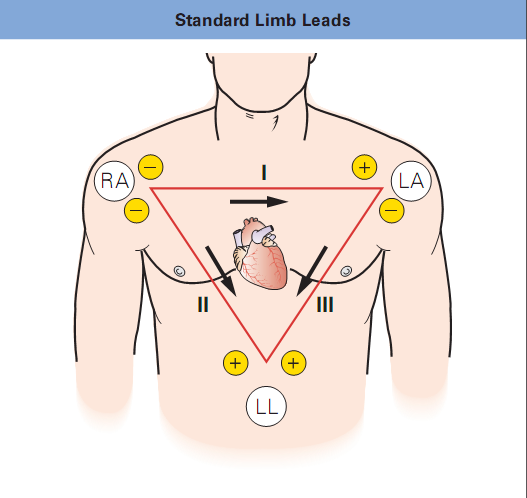 Standard Limb Leads
I
− +
RA LA
− −
II III
+ +
LL